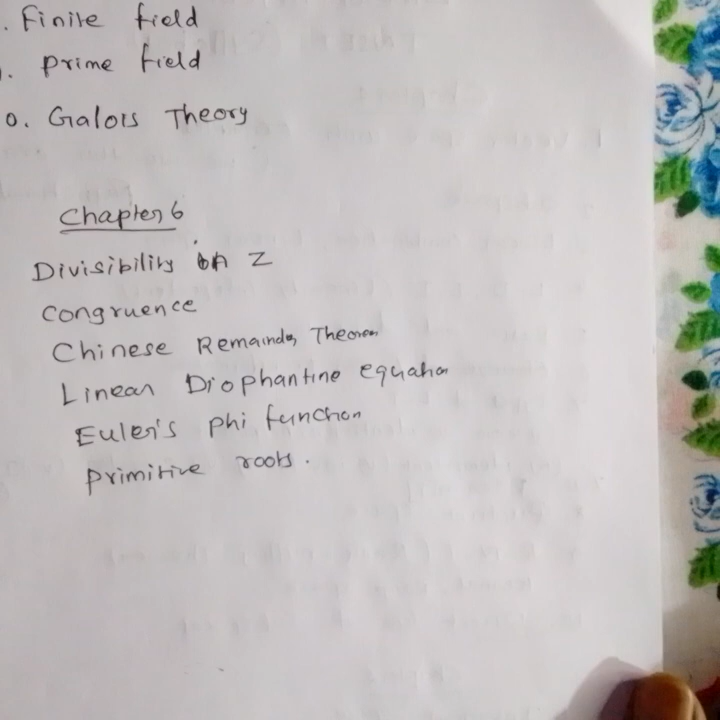 . Finite field
. Prime field
0. Galois Theory
Chapter 6
Divisibility in Z
Congruence
Chinese Remainder Theorem
Linear Diophantine equation
Euler's phi function
primitive roots.